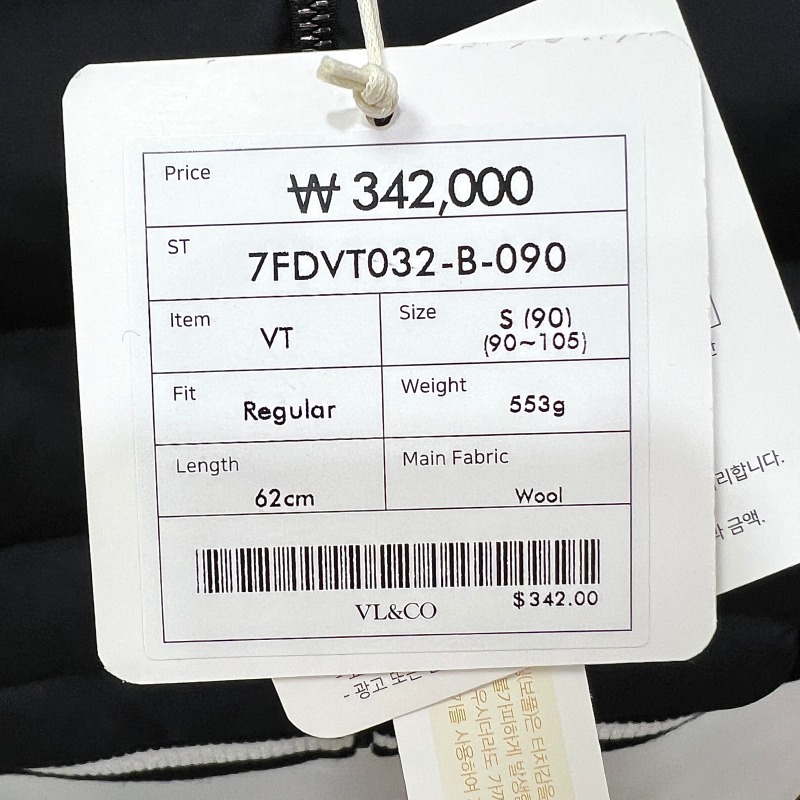 Price
₩ 342,000
ST
7FDVT032-B-090
Item
VT
Size
S (90)
(90~105)
Fit
Regular
Weight
553g
Length
62cm
Main Fabric
Wool
VL&CO
$342.00
리합니다.
금액.
- 광고 또는